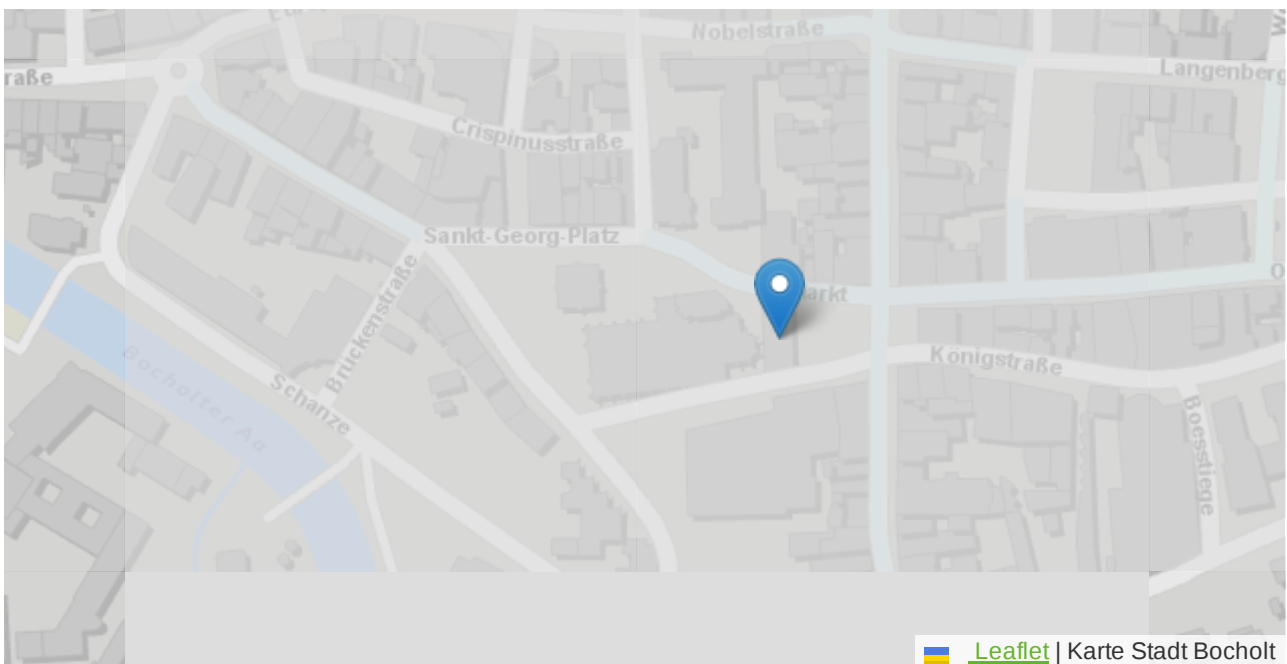 Nobelstraße
raße
Langenberg
Crispinusstraße
Sankt-Georg-Platz
arkt
Brückenstraße
Königstraße
Bocholter Aa
Schanze
Boesstiege
Leaflet | Karte Stadt Bocholt